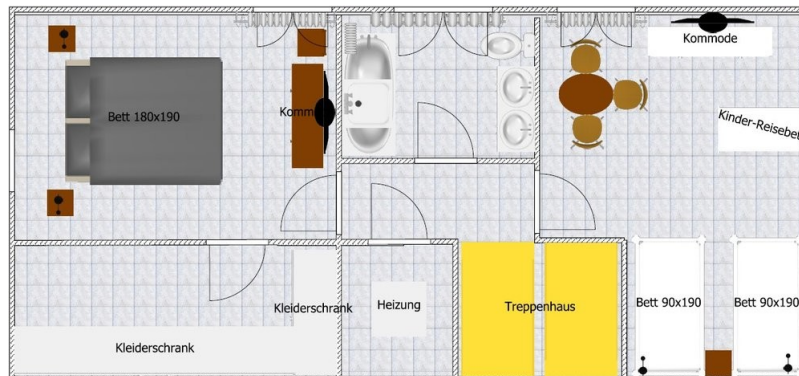 Kommode
Bett 180x190
Komm
Kinder-Reisebet
Bett 90x190
Bett 90x190
Kleiderschrank
Heizung
Treppenhaus
Kleiderschrank